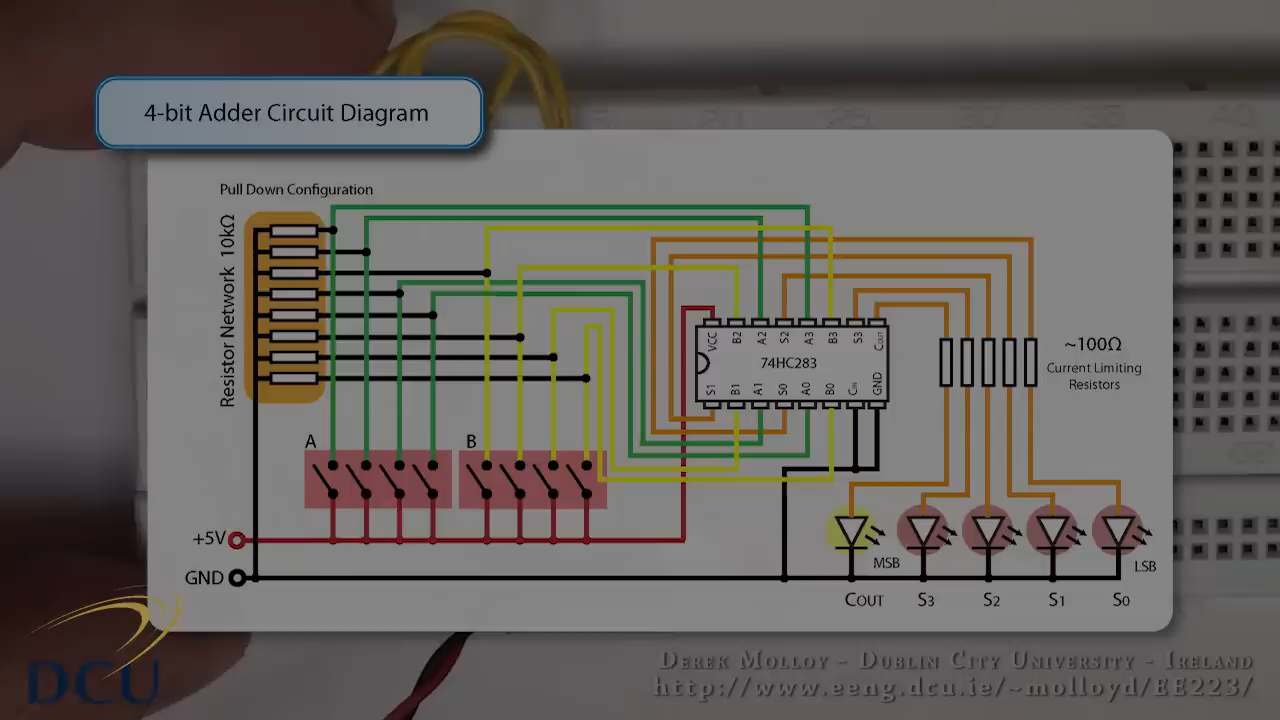 4-bit Adder Circuit Diagram
Pull Down Configuration
Resistor Network 10kΩ
VCC B2 A2 S2 A3 B3 S3 COUT
74HC283
S1 B1 A1 S0 A0 B0 CIN GND
~100Ω
Current Limiting
Resistors
A
B
+5V
GND
MSB
LSB
COUT S3 S2 S1 S0
DCU
Derek Molloy - Dublin City University - Ireland
http://www.eeng.dcu.ie/~molloyd/EE223/